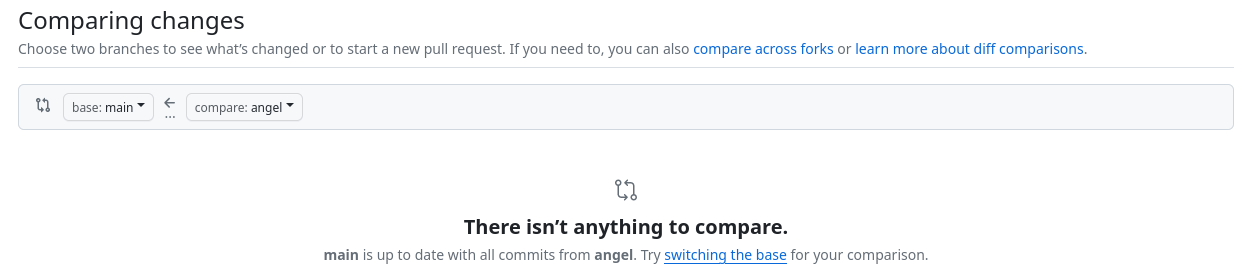 Comparing changes
Choose two branches to see what’s changed or to start a new pull request. If you need to, you can also compare across forks or learn more about diff comparisons.
base: main ← compare: angel
...
There isn’t anything to compare.
main is up to date with all commits from angel. Try switching the base for your comparison.